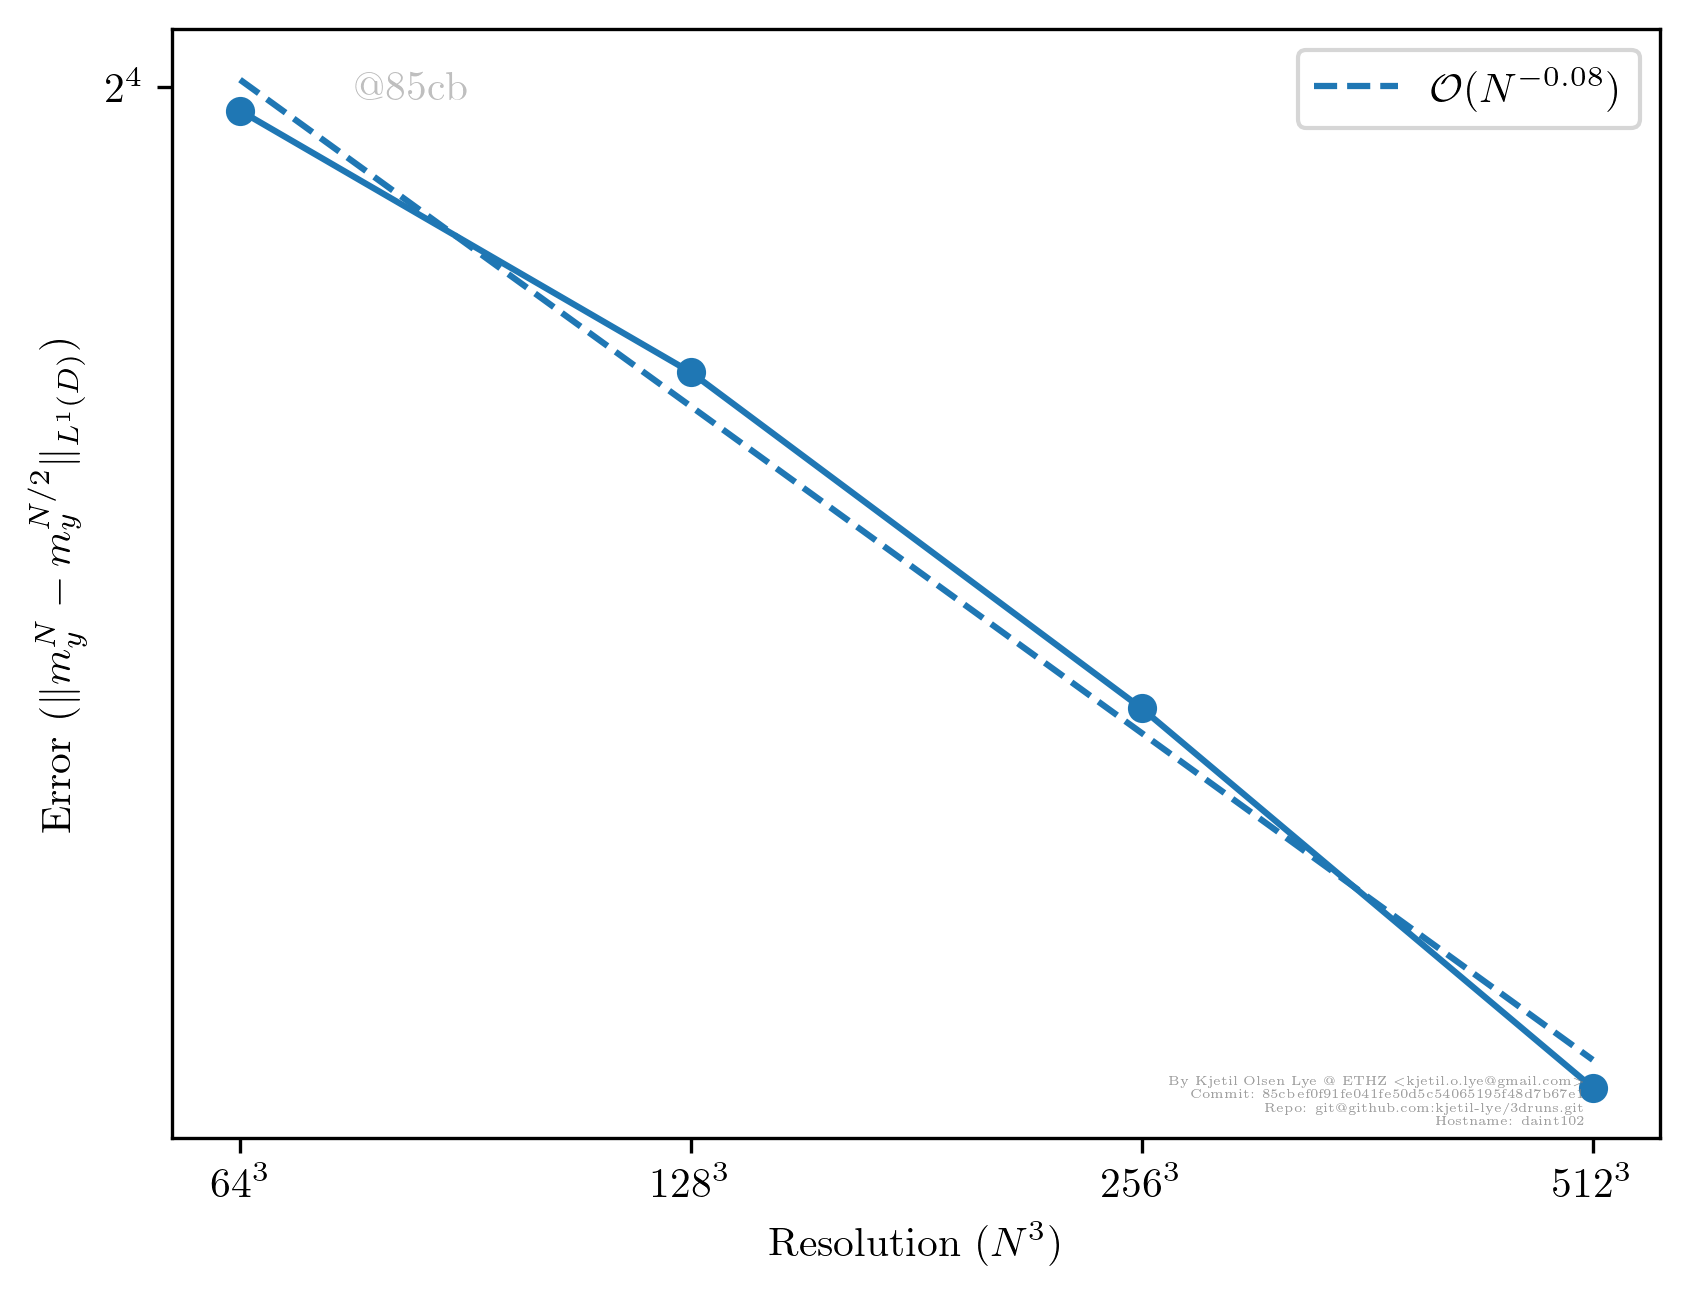 2^4
@85cb
O(N^{-0.08})
Error (||m_y^N − m_y^{N/2}||_{L^1(D)})
By Kjetil Olsen Lye @ ETHZ <kjetil.o.lye@gmail.com>
Commit: 85cbef0f91fe041fe50d5c54065195f48d7b67e1
Repo: git@github.com:kjetil-lye/3druns.git
Hostname: daint102
64^3 128^3 256^3 512^3
Resolution (N^3)